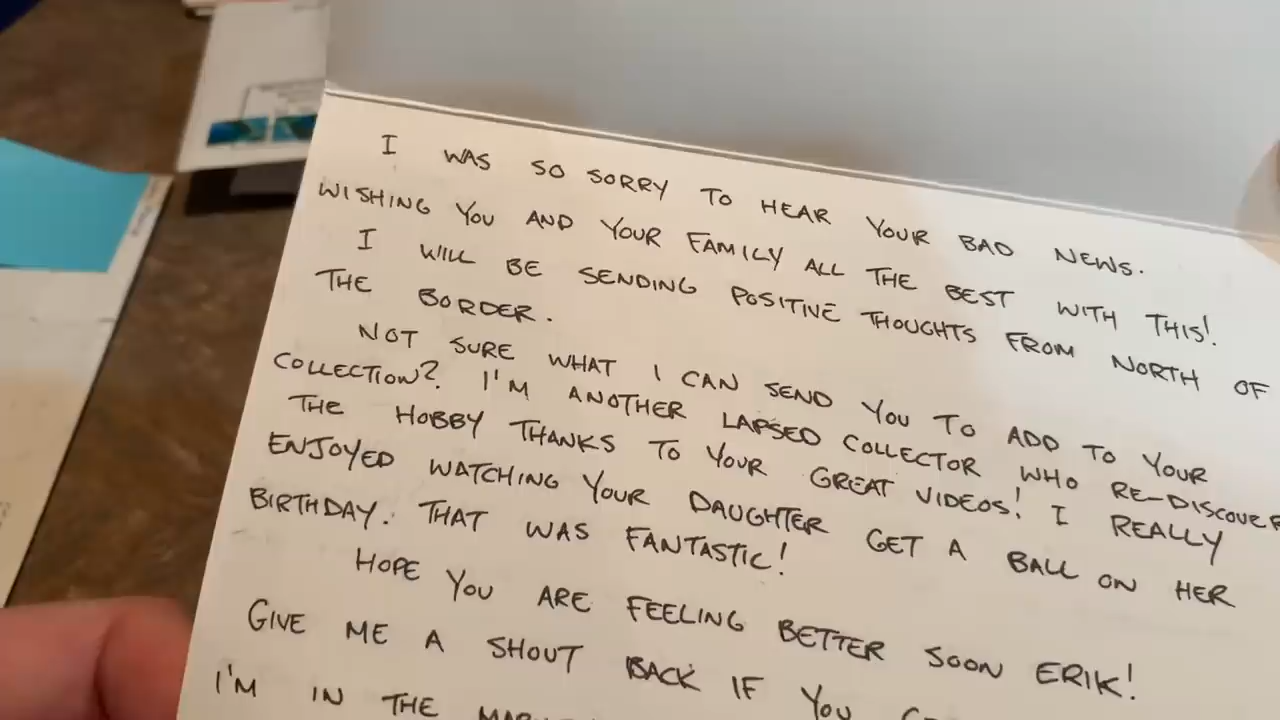 I WAS SO SORRY TO HEAR YOUR BAD NEWS.
WISHING YOU AND YOUR FAMILY ALL THE BEST WITH THIS!
I WILL BE SENDING POSITIVE THOUGHTS FROM NORTH OF
THE BORDER.
NOT SURE WHAT I CAN SEND YOU TO ADD TO YOUR
COLLECTION? I'M ANOTHER LAPSED COLLECTOR WHO RE-DISCOVER
THE HOBBY THANKS TO YOUR GREAT VIDEOS! I REALLY
ENJOYED WATCHING YOUR DAUGHTER GET A BALL ON HER
BIRTHDAY. THAT WAS FANTASTIC!
HOPE YOU ARE FEELING BETTER SOON ERIK!
GIVE ME A SHOUT BACK IF YOU
I'M IN THE